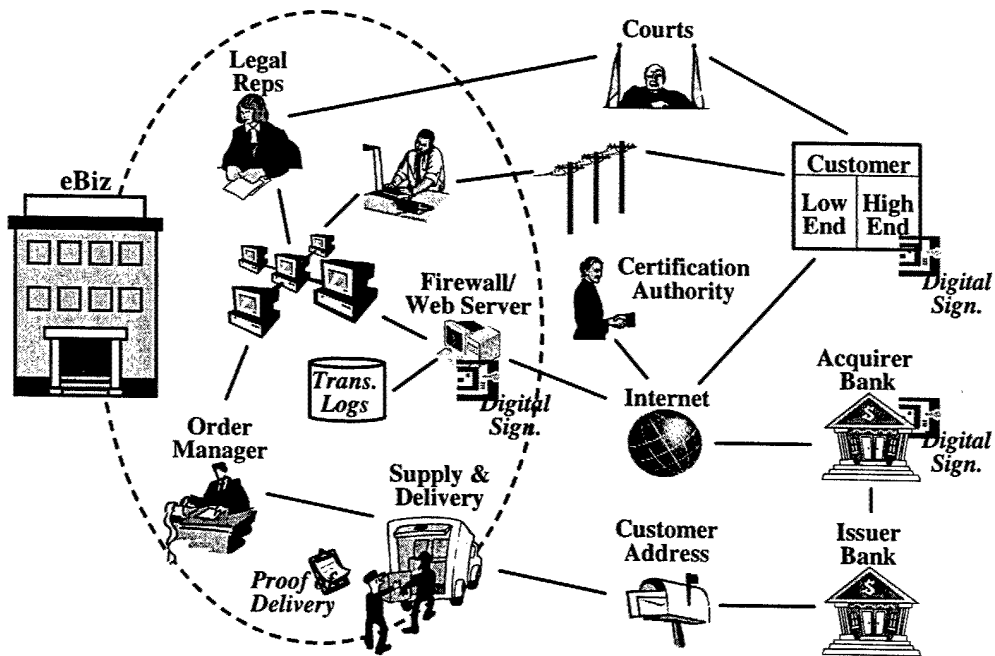 Courts
Legal
Reps
eBiz
Customer
Low
End
High
End
Digital
Sign.
Firewall/
Web Server
Certification
Authority
Trans.
Logs
Digital
Sign.
Internet
Acquirer
Bank
$
Digital
Sign.
Order
Manager
Supply &
Delivery
Proof of
Delivery
Customer
Address
Issuer
Bank
$